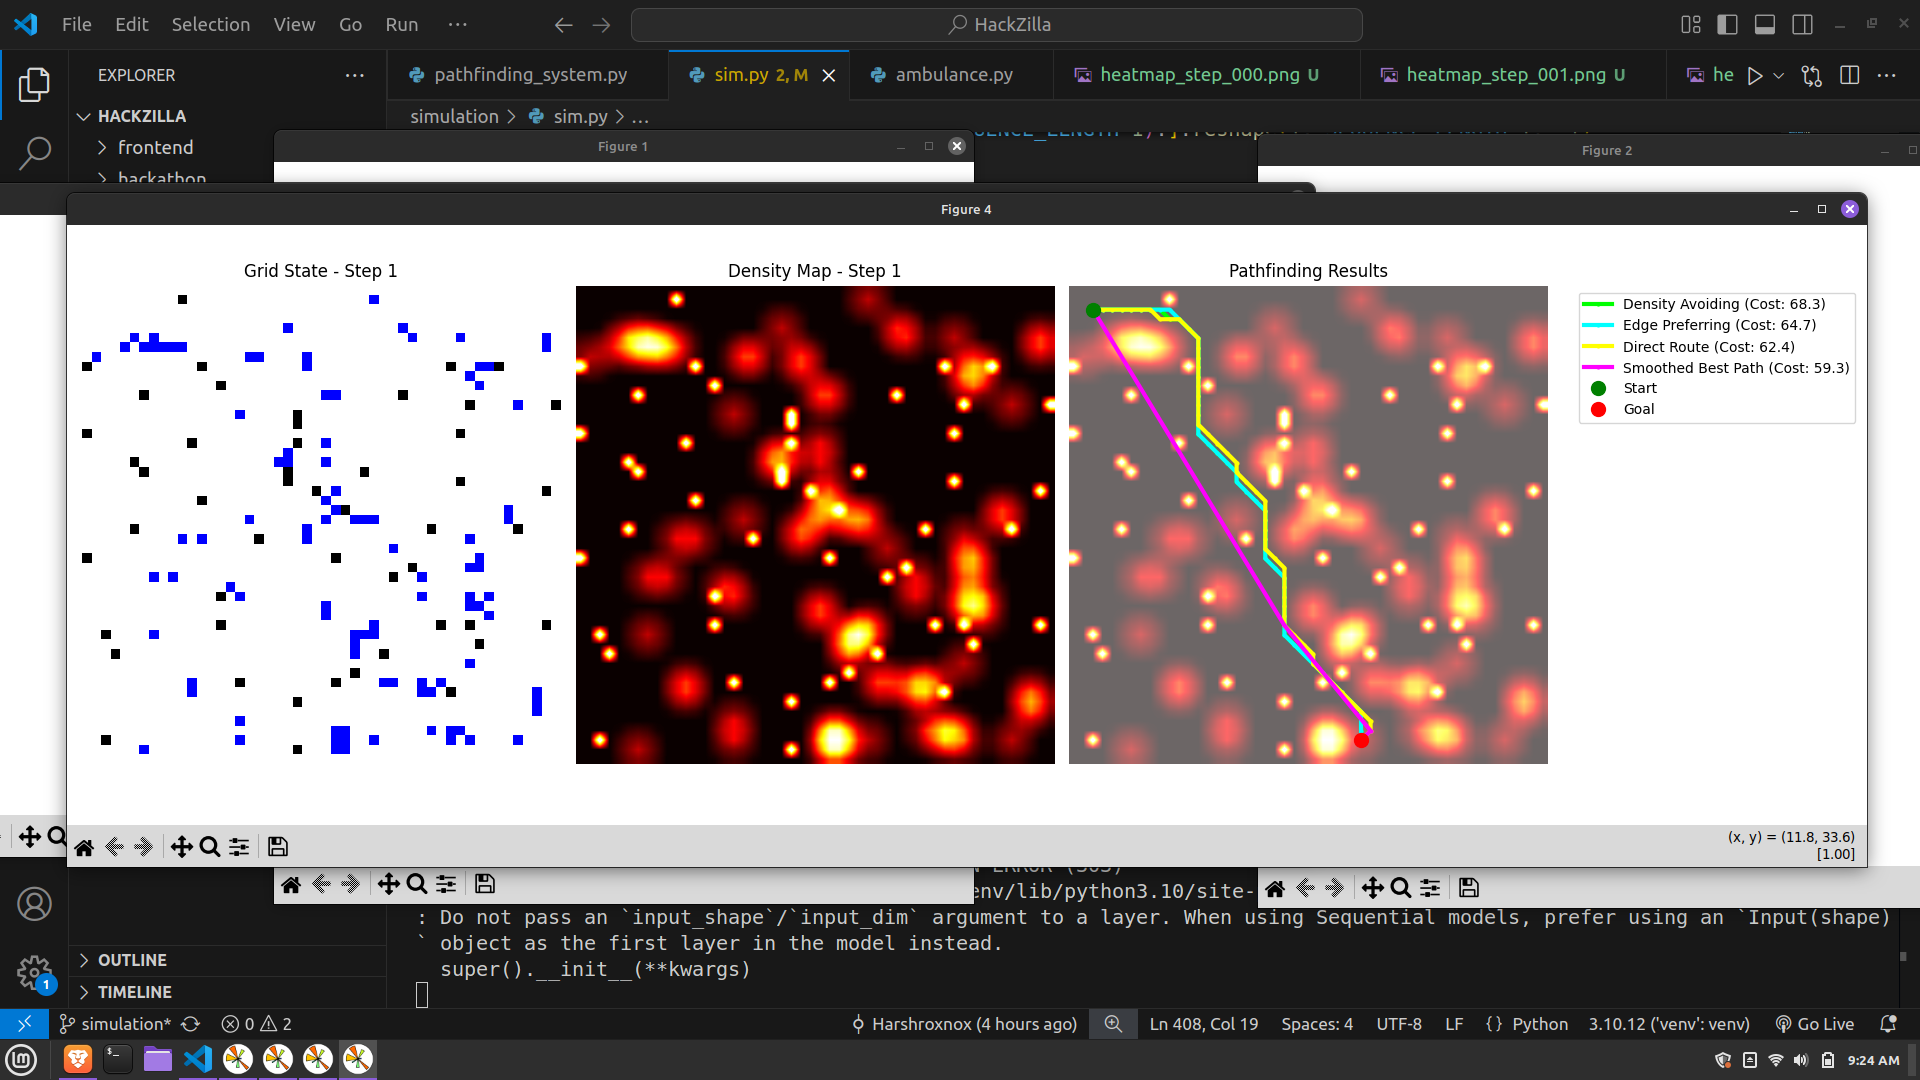 File Edit Selection View Go Run ···
HackZilla
EXPLORER
pathfinding_system.py
sim.py 2, M
ambulance.py
heatmap_step_000.png U
heatmap_step_001.png U
he
HACKZILLA
simulation > sim.py > ...
frontend
hackathon
Figure 1
Figure 2
Figure 4
Grid State - Step 1
Density Map - Step 1
Pathfinding Results
Density Avoiding (Cost: 68.3)
Edge Preferring (Cost: 64.7)
Direct Route (Cost: 62.4)
Smoothed Best Path (Cost: 59.3)
Start
Goal
(x, y) = (11.8, 33.6)
[1.00]
env/lib/python3.10/site-
: Do not pass an `input_shape`/`input_dim` argument to a layer. When using Sequential models, prefer using an `Input(shape)
` object as the first layer in the model instead.
super().__init__(**kwargs)
OUTLINE
TIMELINE
1
simulation* 0 2
Harshroxnox (4 hours ago)
Ln 408, Col 19 Spaces: 4 UTF-8 LF {} Python 3.10.12 ('venv': venv) Go Live
9:24 AM